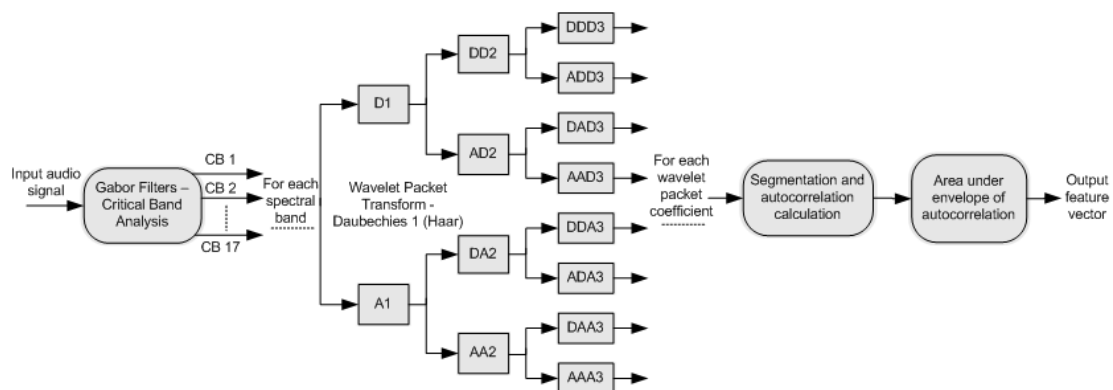 Input audio
signal
Gabor Filters –
Critical Band
Analysis
CB 1
CB 2
CB 17
For each
spectral
band
D1
A1
Wavelet Packet
Transform -
Daubechies 1 (Haar)
DD2
AD2
DA2
AA2
DDD3
ADD3
DAD3
AAD3
DDA3
ADA3
DAA3
AAA3
For each
wavelet
packet
coefficient
Segmentation and
autocorrelation
calculation
Area under
envelope of
autocorrelation
Output
feature
vector